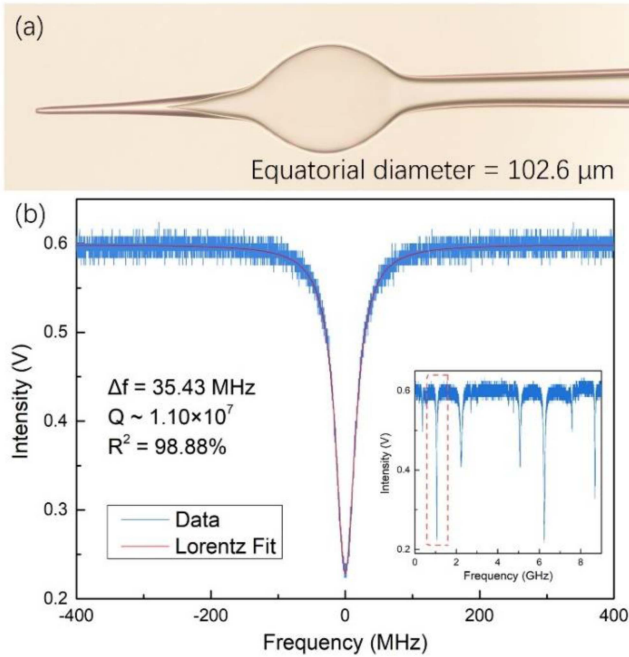 (a)
Equatorial diameter = 102.6 μm
(b)
0.6
0.5
0.4
0.3
0.2
Intensity (V)
Δf = 35.43 MHz
Q ~ 1.10×10⁷
R² = 98.88%
Data
Lorentz Fit
-400
-200
0
200
400
Frequency (MHz)
0.6
0.4
0.2
Intensity (V)
0
2
4
6
8
Frequency (GHz)